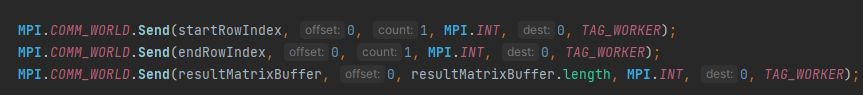 MPI.COMM_WORLD.Send(startRowIndex, offset: 0, count: 1, MPI.INT, dest: 0, TAG_WORKER);
MPI.COMM_WORLD.Send(endRowIndex, offset: 0, count: 1, MPI.INT, dest: 0, TAG_WORKER);
MPI.COMM_WORLD.Send(resultMatrixBuffer, offset: 0, resultMatrixBuffer.length, MPI.INT, dest: 0, TAG_WORKER);